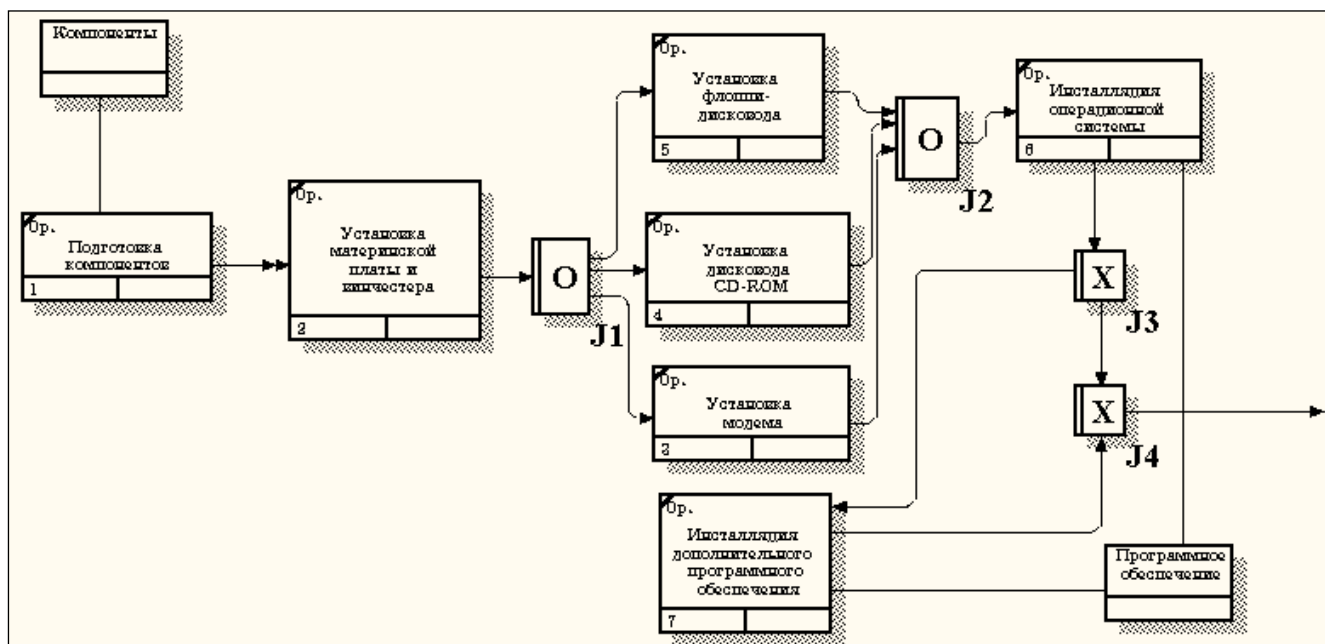 Компоненты
0р.
Подготовка
компонентов
1
0р.
Установка
материнской
платы и
винчестера
2
O
J1
0р.
Установка
флоппи-
дисковода
5
0р.
Установка
дисковода
CD-ROM
4
0р.
Установка
модема
3
O
J2
0р.
Инсталляция
операционной
системы
6
X
J3
X
J4
0р.
Инсталляция
дополнительного
программного
обеспечения
7
Программное
обеспечение